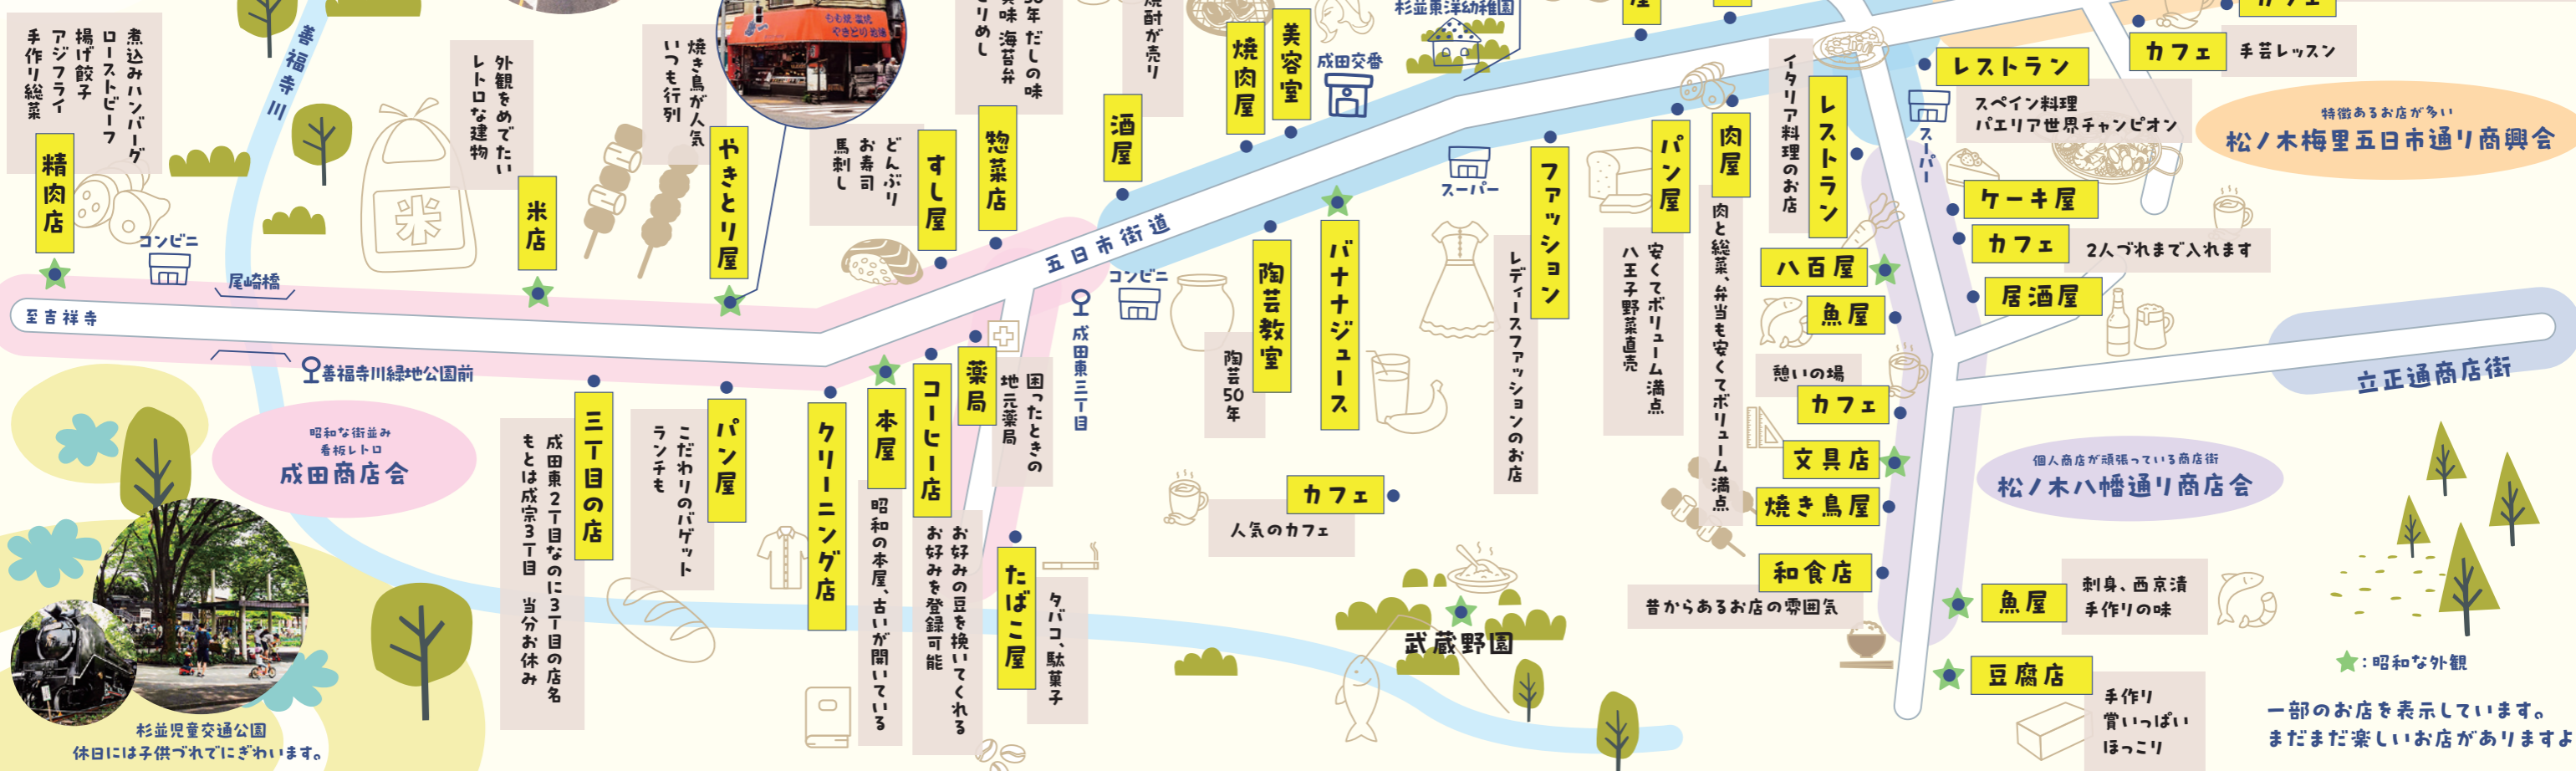 煮込みハンバーグ
ローストビーフ
揚げ餃子
アジフライ
手作り総菜
精肉店
コンビニ
善福寺川
尾崎橋
至吉祥寺
善福寺川緑地公園前
外観をめでたい
レトロな建物
米店
米
焼き鳥が人気
いつも行列
やきとり屋
どんぶり
お寿司
馬刺し
すし屋
だしの味
海苔弁
りめし
惣菜店
焼酎が売り
酒屋
五日市街道
焼肉屋
美容室
成田交番
杉並東洋幼稚園
昭和な街並み
看板レトロ
成田商店会
三丁目の店
成田東2丁目なのに3丁目の店名
もとは成宗3丁目 当分お休み
パン屋
こだわりのバゲット
ランチも
クリーニング店
本屋
昭和の本屋、古いが開いている
コーヒー店
お好みの豆を挽いてくれる
お好みを登録可能
薬局
困ったときの
地元薬局
たばこ屋
タバコ、駄菓子
成田東三丁目
コンビニ
陶芸教室
陶芸50年
バナナジュース
スーパー
ファッション
レディースファッションのお店
パン屋
安くてボリューム満点
八王子野菜直売
肉屋
肉と総菜、弁当も安くてボリューム満点
カフェ
人気のカフェ
武蔵野園
レストラン
イタリア料理のお店
スーパー
レストラン
スペイン料理
パエリア世界チャンピオン
カフェ
手芸レッスン
カフェ
特徴あるお店が多い
松ノ木梅里五日市通り商興会
ケーキ屋
カフェ
2人づれまで入れます
居酒屋
八百屋
魚屋
憩いの場
カフェ
文具店
焼き鳥屋
和食店
昔からあるお店の雰囲気
立正通商店街
個人商店が頑張っている商店街
松ノ木八幡通り商店会
魚屋
刺身、西京漬
手作りの味
豆腐店
手作り
賞いっぱい
ほっこり
杉並児童交通公園
休日には子供づれでにぎわいます。
:昭和な外観
一部のお店を表示しています。
まだまだ楽しいお店がありますよ